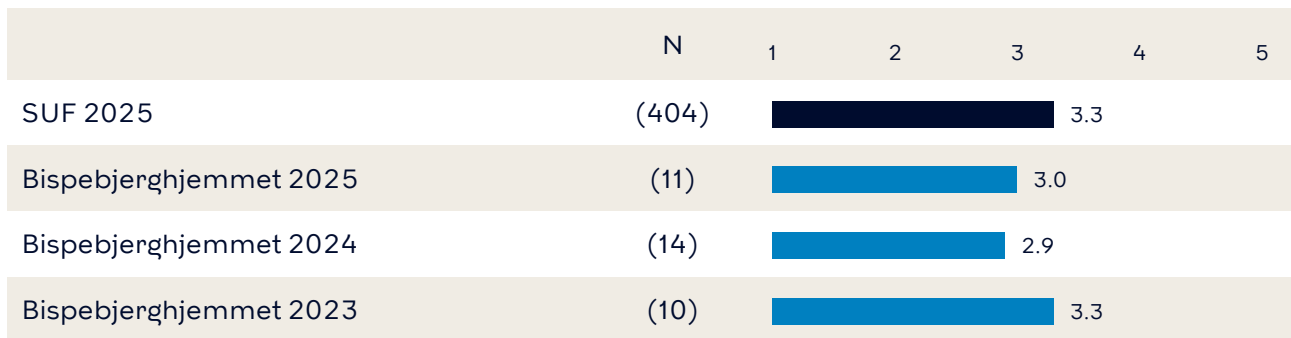 N 1 2 3 4 5
SUF 2025 (404) 3.3
Bispebjerghjemmet 2025 (11) 3.0
Bispebjerghjemmet 2024 (14) 2.9
Bispebjerghjemmet 2023 (10) 3.3